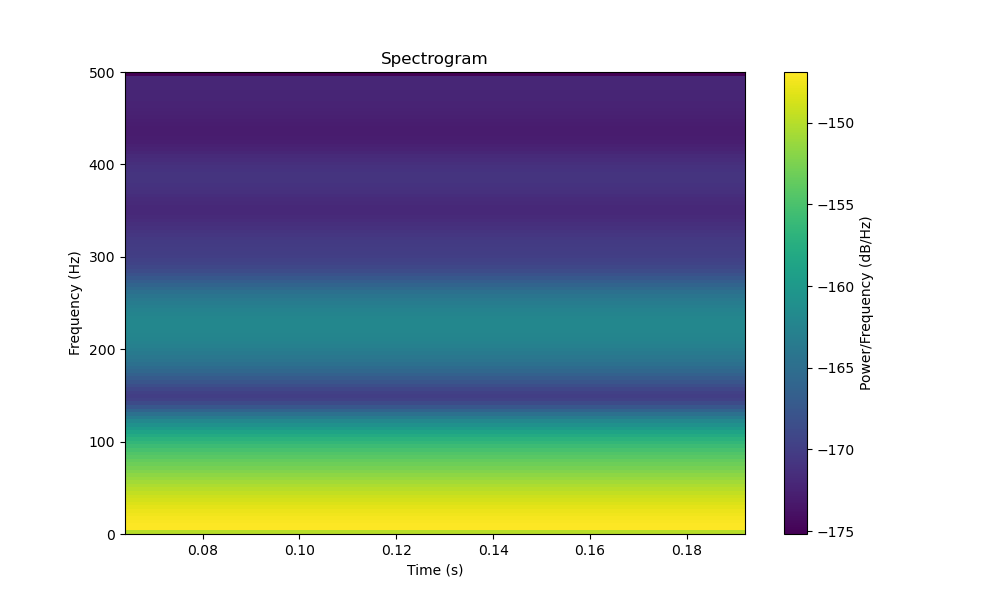 Spectrogram
500
400
300
200
100
0
Frequency (Hz)
0.08 0.10 0.12 0.14 0.16 0.18
Time (s)
−150
−155
−160
−165
−170
−175
Power/Frequency (dB/Hz)